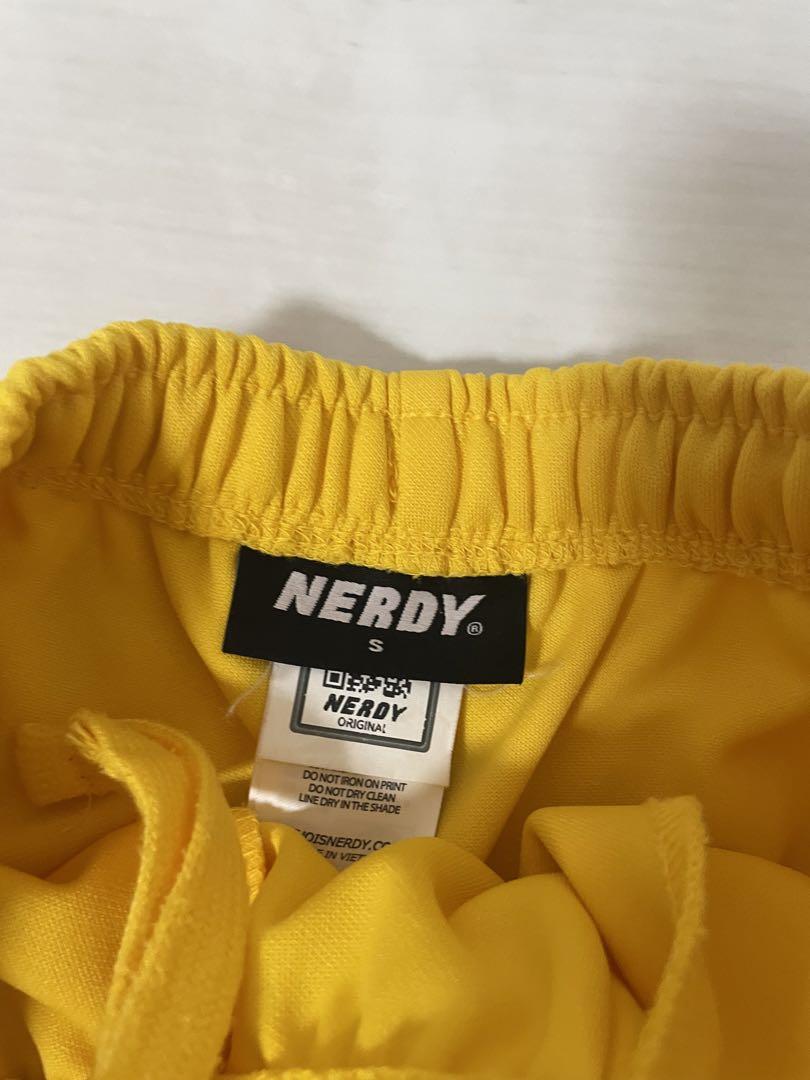 NERDY®
S
NERDY
ORIGINAL
DO NOT IRON ON PRINT
DO NOT DRY CLEAN
LINE DRY IN THE SHADE